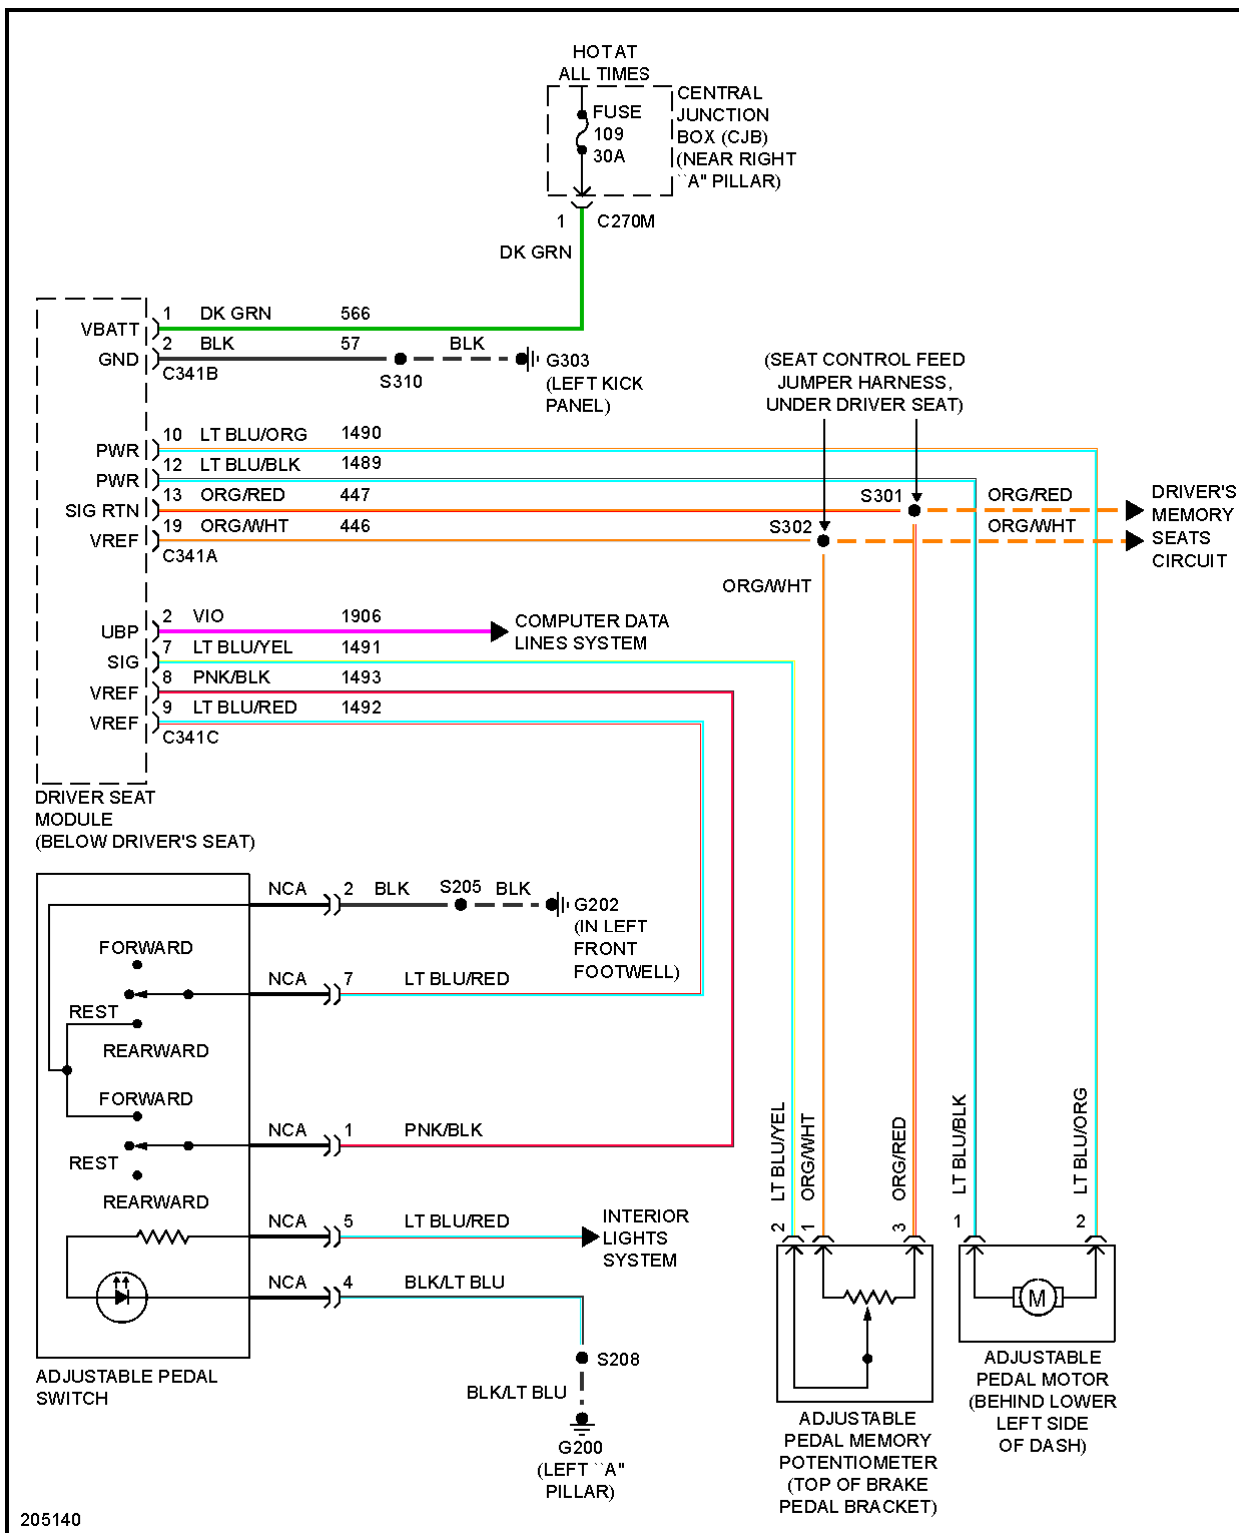 HOT AT
ALL TIMES
FUSE
109
30A
CENTRAL
JUNCTION
BOX (CJB)
(NEAR RIGHT
``A" PILLAR)
1 C270M
DK GRN
VBATT 1 DK GRN 566
GND 2 BLK 57 BLK
C341B
S310
G303
(LEFT KICK
PANEL)
(SEAT CONTROL FEED
JUMPER HARNESS,
UNDER DRIVER SEAT)
PWR 10 LT BLU/ORG 1490
PWR 12 LT BLU/BLK 1489
SIG RTN 13 ORG/RED 447 S301 ORG/RED
VREF 19 ORG/WHT 446 S302 ORG/WHT
C341A
DRIVER'S
MEMORY
SEATS
CIRCUIT
ORG/WHT
UBP 2 VIO 1906
COMPUTER DATA
LINES SYSTEM
SIG 7 LT BLU/YEL 1491
VREF 8 PNK/BLK 1493
VREF 9 LT BLU/RED 1492
C341C
DRIVER SEAT
MODULE
(BELOW DRIVER'S SEAT)
NCA 2 BLK S205 BLK
G202
(IN LEFT
FRONT
FOOTWELL)
FORWARD
NCA 7 LT BLU/RED
REST
REARWARD
FORWARD
NCA 1 PNK/BLK
REST
REARWARD
NCA 5 LT BLU/RED
INTERIOR
LIGHTS
SYSTEM
NCA 4 BLK/LT BLU
S208
BLK/LT BLU
G200
(LEFT ``A"
PILLAR)
ADJUSTABLE PEDAL
SWITCH
2 LT BLU/YEL
1 ORG/WHT
3 ORG/RED
1 LT BLU/BLK
2 LT BLU/ORG
M
ADJUSTABLE
PEDAL MEMORY
POTENTIOMETER
(TOP OF BRAKE
PEDAL BRACKET)
ADJUSTABLE
PEDAL MOTOR
(BEHIND LOWER
LEFT SIDE
OF DASH)
205140